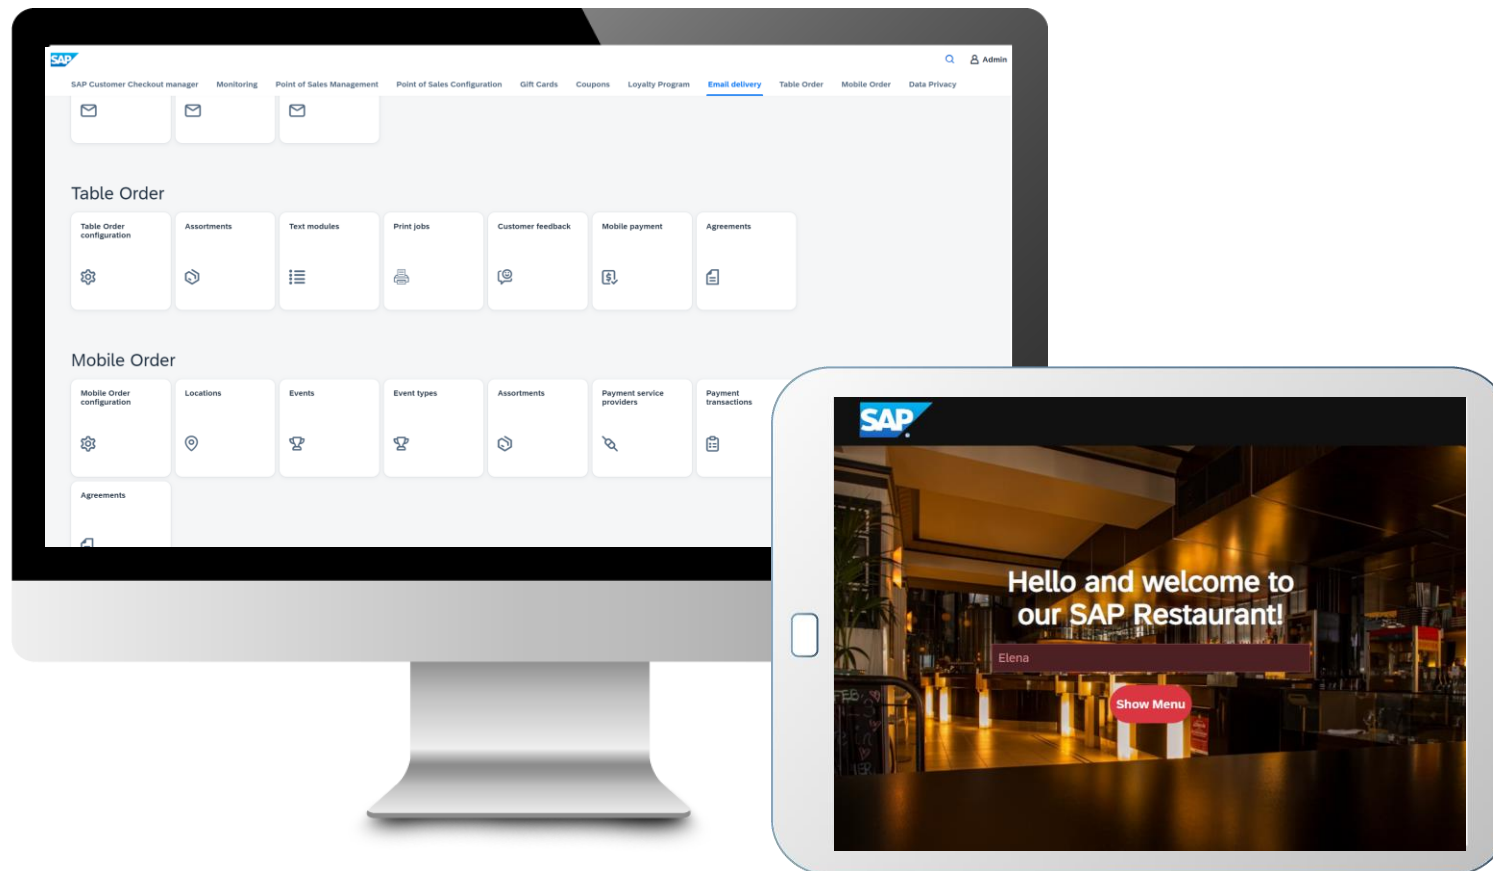 SAP
Admin
SAP Customer Checkout manager Monitoring Point of Sales Management Point of Sales Configuration Gift Cards Coupons Loyalty Program Email delivery Table Order Mobile Order Data Privacy
Table Order
Table Order
configuration
Assortments
Text modules
Print jobs
Customer feedback
Mobile payment
Agreements
Mobile Order
Mobile Order
configuration
Locations
Events
Event types
Assortments
Payment service
providers
Payment
transactions
Agreements
SAP
Hello and welcome to
our SAP Restaurant!
Elena
Show Menu